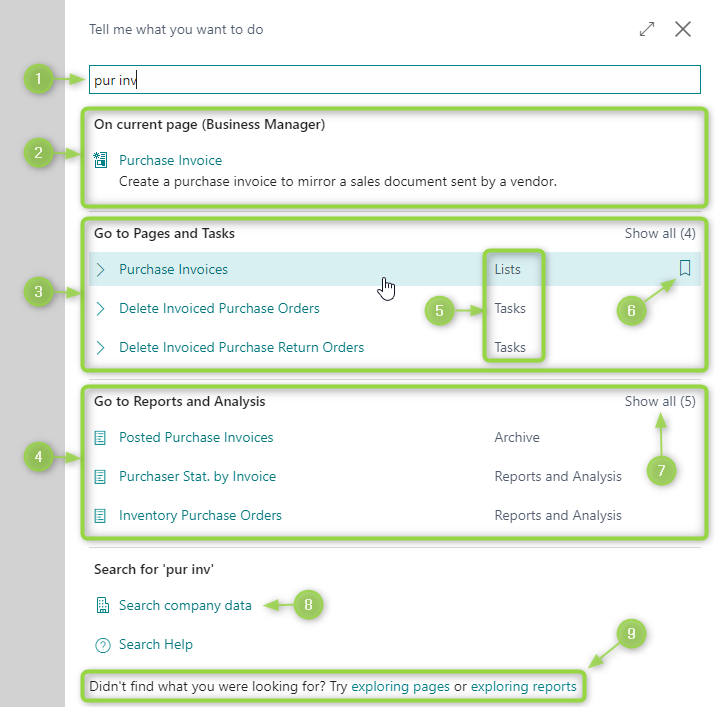 Tell me what you want to do
1
pur inv
On current page (Business Manager)
2
Purchase Invoice
Create a purchase invoice to mirror a sales document sent by a vendor.
Go to Pages and Tasks Show all (4)
Purchase Invoices Lists
3
5
6
Delete Invoiced Purchase Orders Tasks
Delete Invoiced Purchase Return Orders Tasks
Go to Reports and Analysis Show all (5)
Posted Purchase Invoices Archive
4
7
Purchaser Stat. by Invoice Reports and Analysis
Inventory Purchase Orders Reports and Analysis
Search for 'pur inv'
Search company data
8
9
Search Help
Didn't find what you were looking for? Try exploring pages or exploring reports